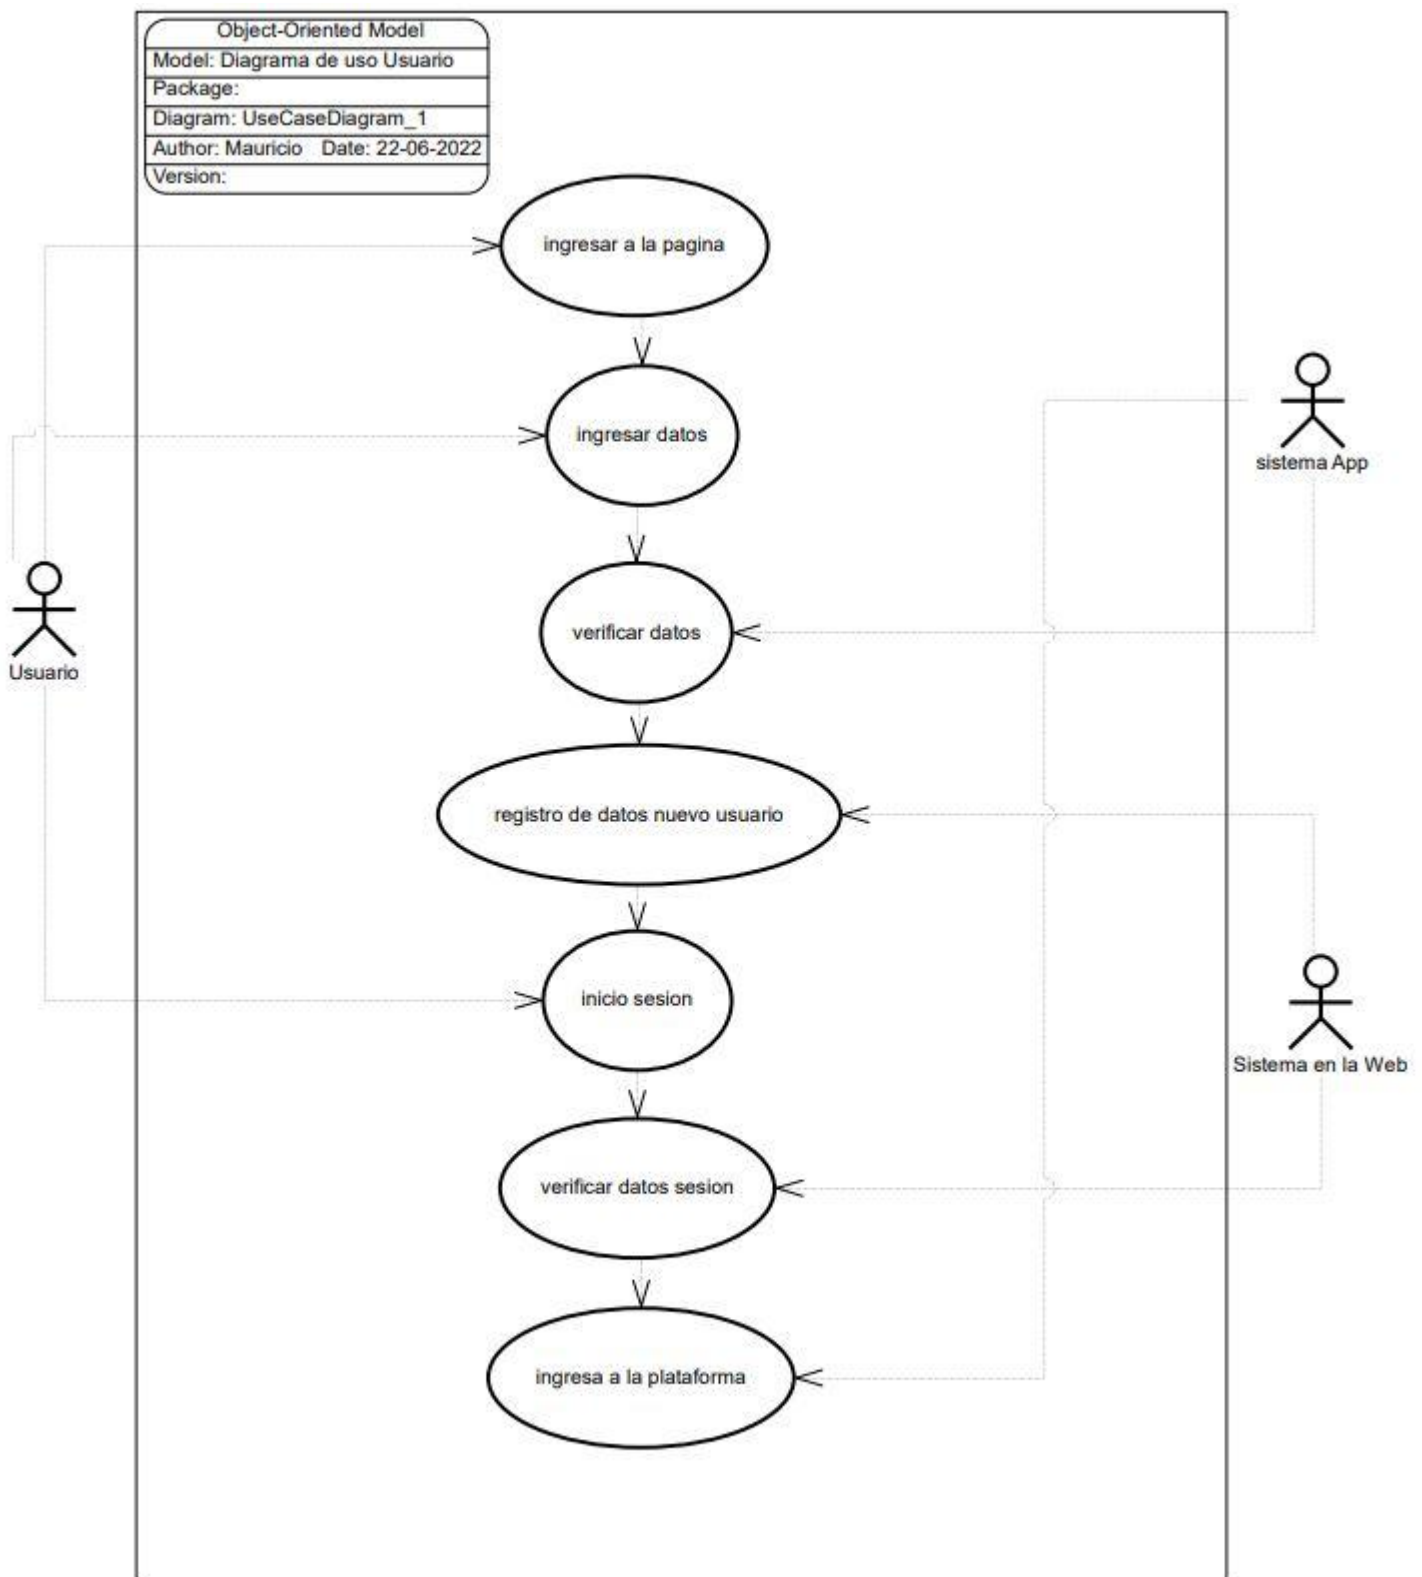 Object-Oriented Model
Model: Diagrama de uso Usuario
Package:
Diagram: UseCaseDiagram_1
Author: Mauricio Date: 22-06-2022
Version:
ingresar a la pagina
ingresar datos
sistema App
verificar datos
Usuario
registro de datos nuevo usuario
inicio sesion
Sistema en la Web
verificar datos sesion
ingresa a la plataforma